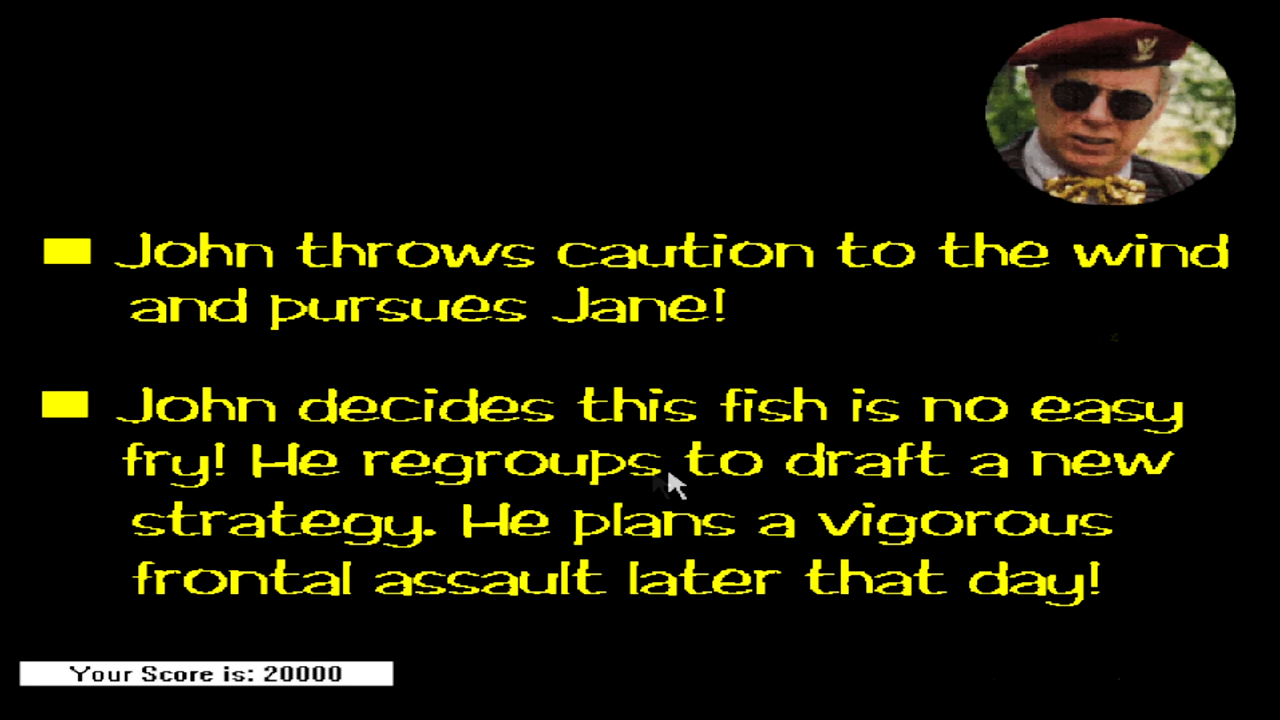 John throws caution to the wind
and pursues Jane!
John decides this fish is no easy
fry! He regroups to draft a new
strategy. He plans a vigorous
frontal assault later that day!
Your Score is: 20000